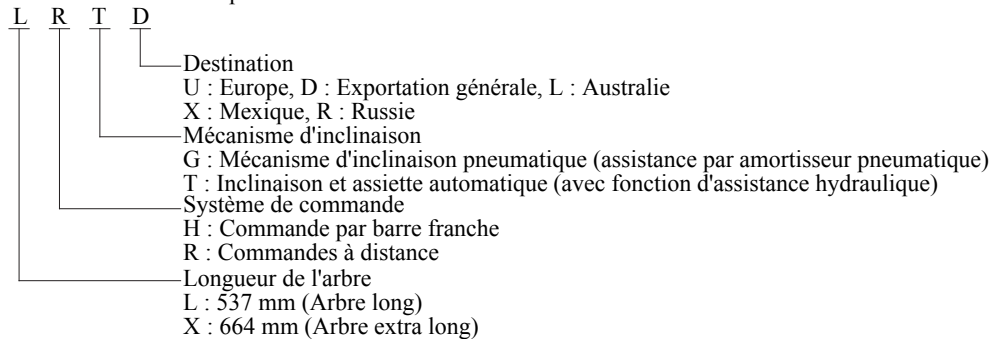 L R T D
Destination
U : Europe, D : Exportation générale, L : Australie
X : Mexique, R : Russie
Mécanisme d'inclinaison
G : Mécanisme d'inclinaison pneumatique (assistance par amortisseur pneumatique)
T : Inclinaison et assiette automatique (avec fonction d'assistance hydraulique)
Système de commande
H : Commande par barre franche
R : Commandes à distance
Longueur de l'arbre
L : 537 mm (Arbre long)
X : 664 mm (Arbre extra long)